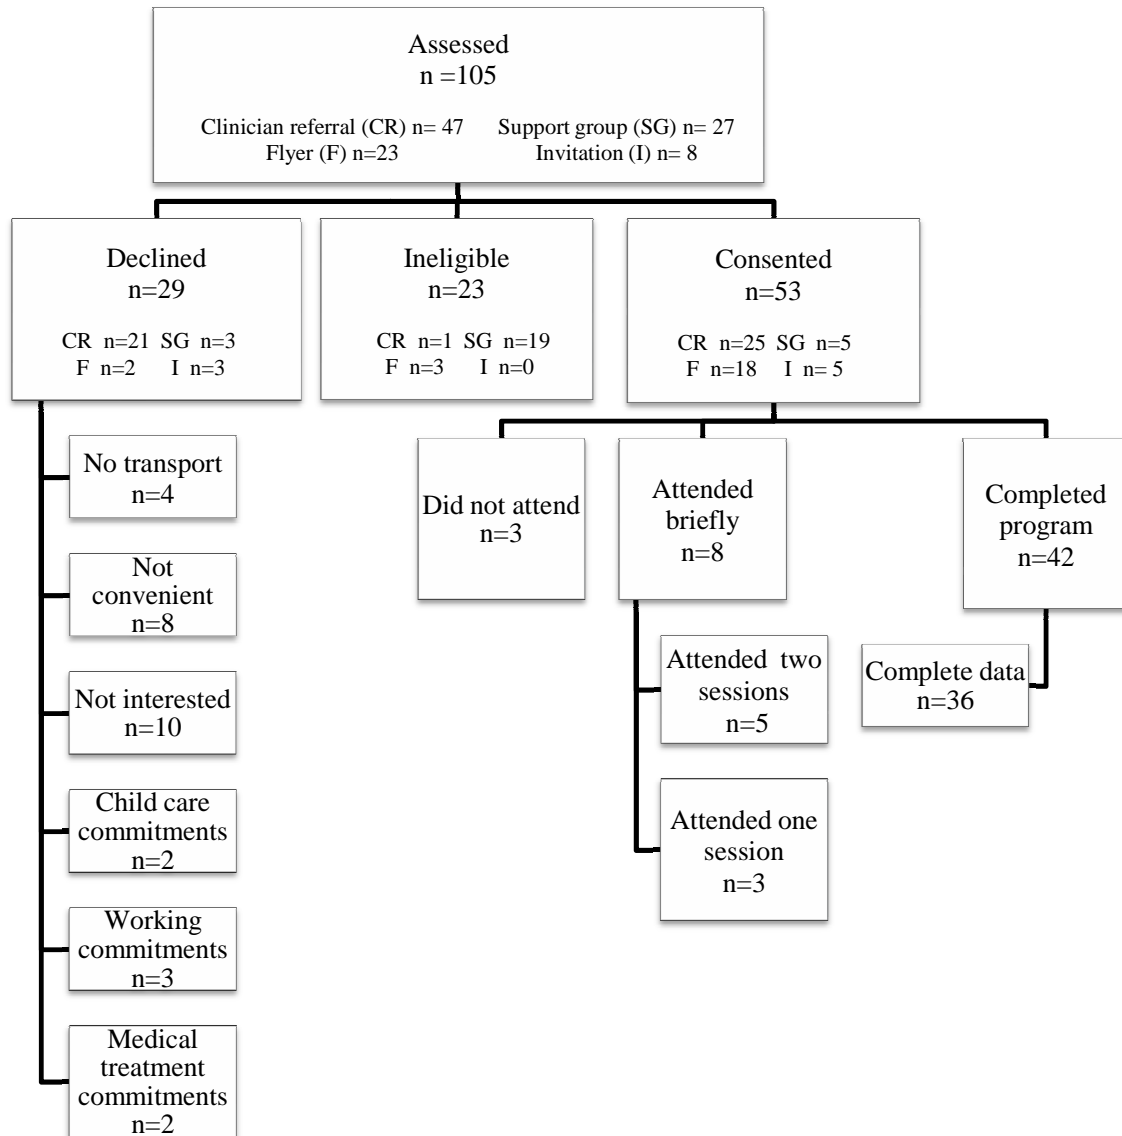 Assessed
n =105
Clinician referral (CR) n= 47 Support group (SG) n= 27
Flyer (F) n=23 Invitation (I) n= 8
Declined
n=29
CR n=21 SG n=3
F n=2 I n=3
Ineligible
n=23
CR n=1 SG n=19
F n=3 I n=0
Consented
n=53
CR n=25 SG n=5
F n=18 I n= 5
No transport
n=4
Not
convenient
n=8
Not interested
n=10
Child care
commitments
n=2
Working
commitments
n=3
Medical
treatment
commitments
n=2
Did not attend
n=3
Attended
briefly
n=8
Attended two
sessions
n=5
Attended one
session
n=3
Completed
program
n=42
Complete data
n=36